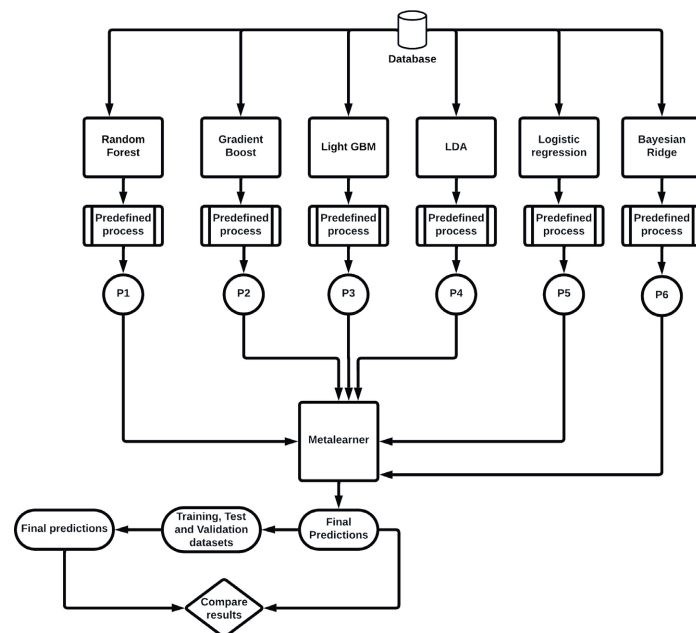 Database
Random
Forest
Gradient
Boost
Light GBM
LDA
Logistic
regression
Bayesian
Ridge
Predefined
process
Predefined
process
Predefined
process
Predefined
process
Predefined
process
Predefined
process
P1
P2
P3
P4
P5
P6
Metalearner
Final predictions
Training, Test
and Validation
datasets
Final
Predictions
Compare
results